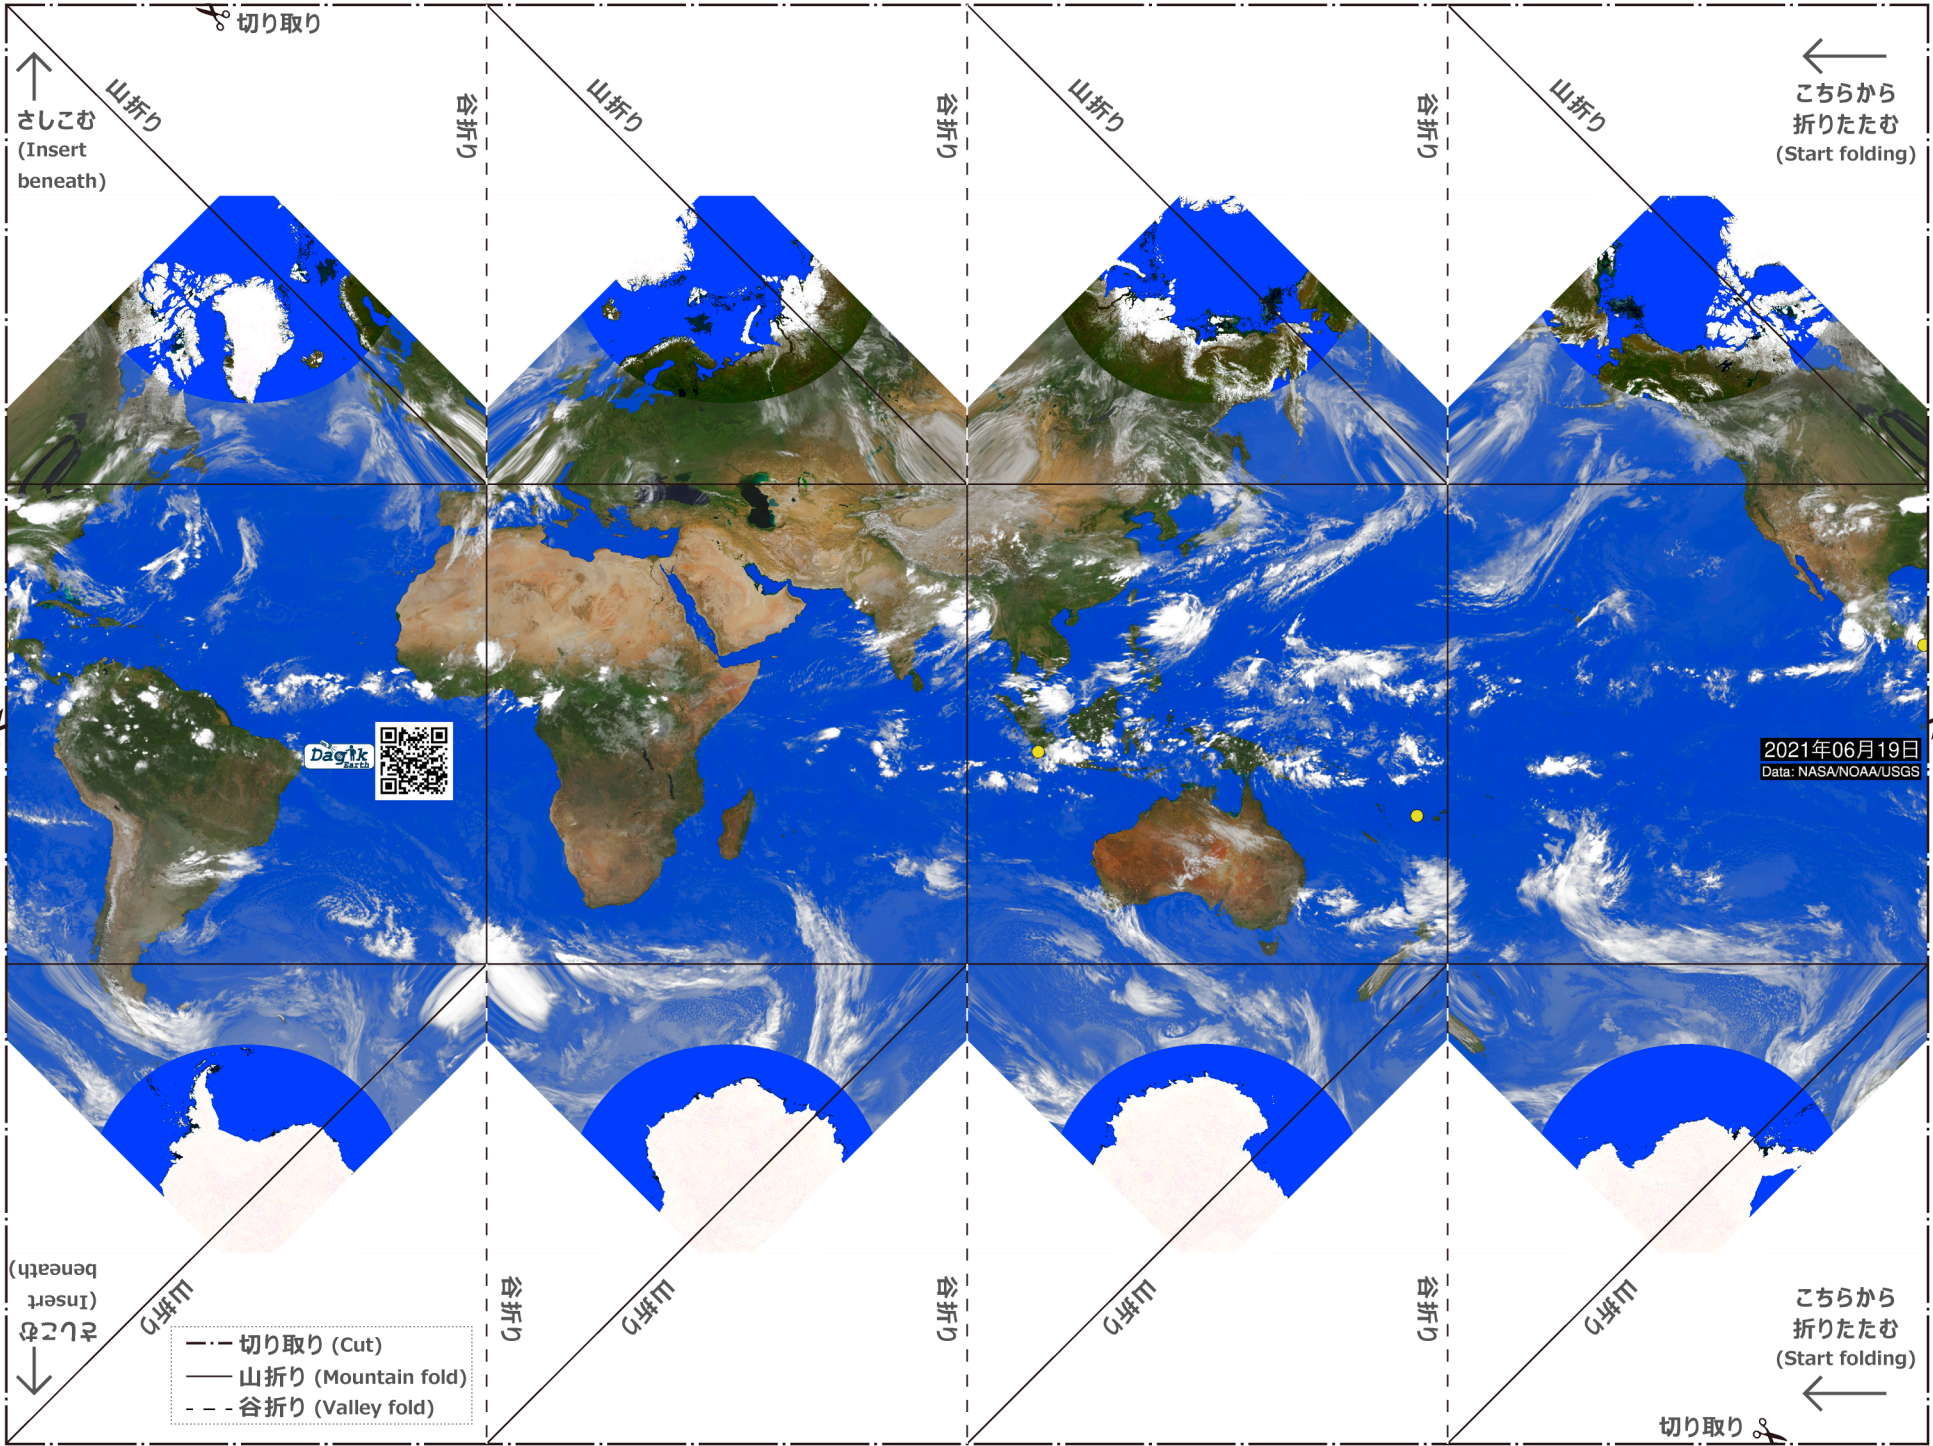 切り取り
山折り
谷折り
山折り
谷折り
山折り
谷折り
山折り
さしこむ
(Insert
beneath)
こちらから
折りたたむ
(Start folding)
Dagik
Earth
2021年06月19日
Data: NASA/NOAA/USGS
さしこむ
(Insert
beneath)
山折り
谷折り
山折り
谷折り
山折り
谷折り
山折り
こちらから
折りたたむ
(Start folding)
切り取り (Cut)
山折り (Mountain fold)
谷折り (Valley fold)
切り取り